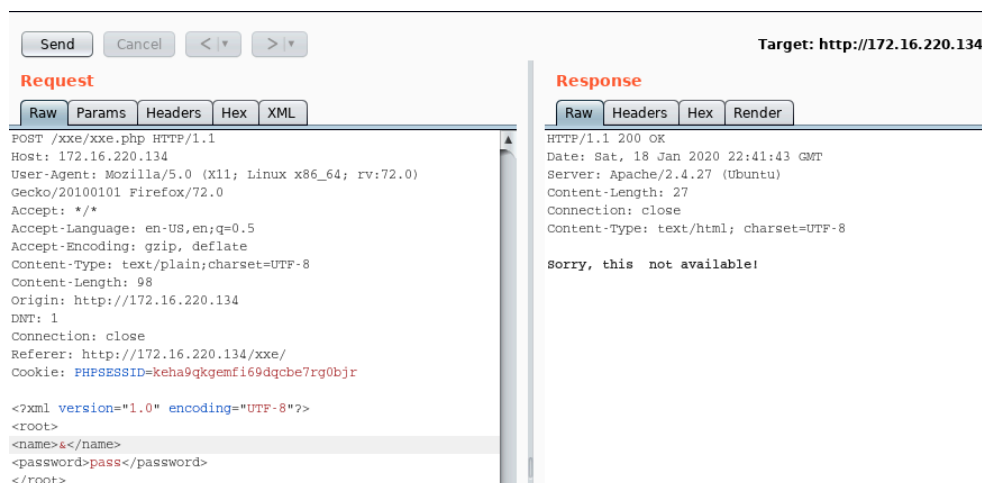 Send Cancel < > Target: http://172.16.220.134
Request
Raw Params Headers Hex XML
POST /xxe/xxe.php HTTP/1.1
Host: 172.16.220.134
User-Agent: Mozilla/5.0 (X11; Linux x86_64; rv:72.0)
Gecko/20100101 Firefox/72.0
Accept: */*
Accept-Language: en-US,en;q=0.5
Accept-Encoding: gzip, deflate
Content-Type: text/plain;charset=UTF-8
Content-Length: 98
Origin: http://172.16.220.134
DNT: 1
Connection: close
Referer: http://172.16.220.134/xxe/
Cookie: PHPSESSID=keha9qkgemfi69dqcbe7rg0bjr
<?xml version="1.0" encoding="UTF-8"?>
<root>
<name>&</name>
<password>pass</password>
</root>
Response
Raw Headers Hex Render
HTTP/1.1 200 OK
Date: Sat, 18 Jan 2020 22:41:43 GMT
Server: Apache/2.4.27 (Ubuntu)
Content-Length: 27
Connection: close
Content-Type: text/html; charset=UTF-8
Sorry, this  not available!